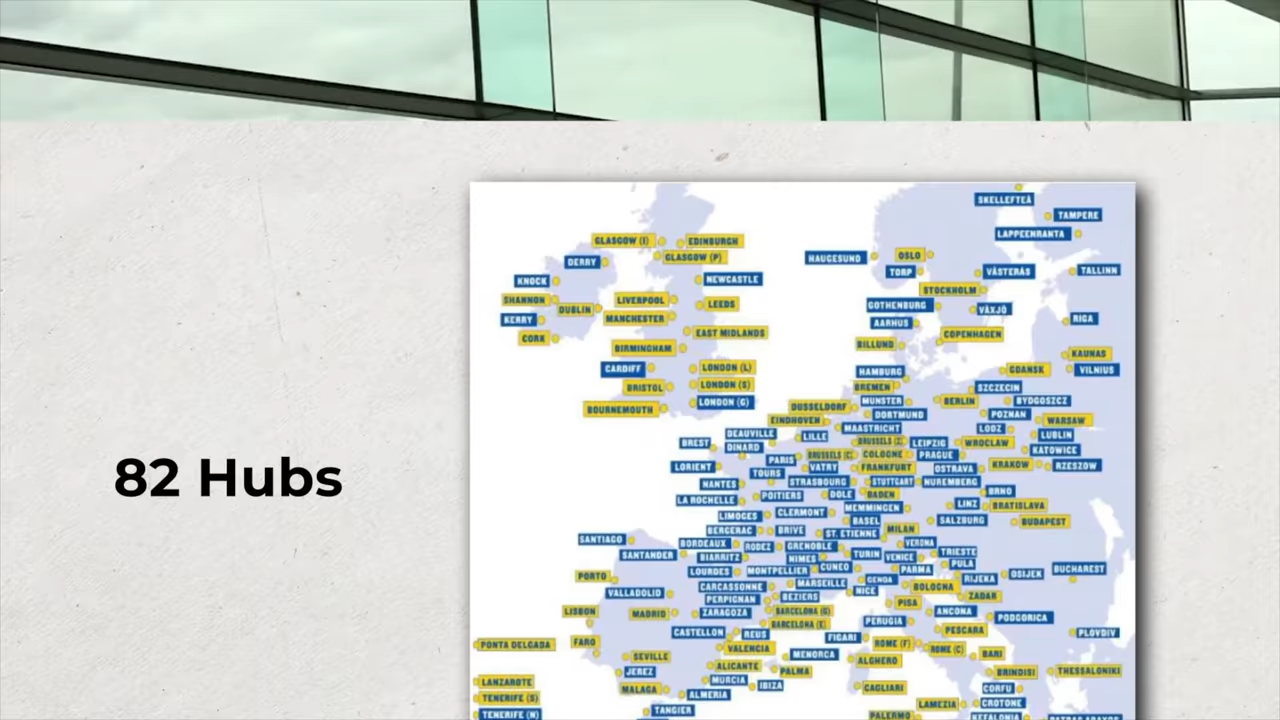 82 Hubs
SKELLEFTEÅ
TAMPERE
LAPPEENRANTA
GLASGOW (I)
EDINBURGH
GLASGOW (P)
HAUGESUND
OSLO
DERRY
TORP
VÄSTERÅS
TALLINN
KNOCK
NEWCASTLE
STOCKHOLM
SHANNON
LIVERPOOL
LEEDS
GOTHENBURG
VÄXJÖ
DUBLIN
KERRY
MANCHESTER
AARHUS
RIGA
CORK
EAST MIDLANDS
COPENHAGEN
BIRMINGHAM
BILLUND
KAUNAS
CARDIFF
LONDON (L)
HAMBURG
GDANSK
VILNIUS
BRISTOL
LONDON (S)
BREMEN
SZCZECIN
BOURNEMOUTH
LONDON (G)
DUSSELDORF
MUNSTER
BERLIN
BYDGOSZCZ
EINDHOVEN
DORTMUND
POZNAN
WARSAW
DEAUVILLE
LILLE
MAASTRICHT
LODZ
LUBLIN
BREST
DINARD
BRUSSELS (Z)
LEIPZIG
WROCLAW
KATOWICE
PARIS
BRUSSELS (C)
COLOGNE
PRAGUE
LORIENT
TOURS
VATRY
FRANKFURT
OSTRAVA
KRAKOW
RZESZOW
NANTES
STRASBOURG
STUTTGART
NUREMBERG
LA ROCHELLE
POITIERS
DOLE
BADEN
BRNO
LIMOGES
CLERMONT
MEMMINGEN
LINZ
BRATISLAVA
BERGERAC
BRIVE
BASEL
SALZBURG
BUDAPEST
SANTIAGO
BORDEAUX
RODEZ
GRENOBLE
ST. ETIENNE
MILAN
VERONA
SANTANDER
BIARRITZ
NIMES
TURIN
VENICE
TRIESTE
PORTO
LOURDES
MONTPELLIER
CUNEO
PARMA
PULA
BUCHAREST
VALLADOLID
CARCASSONNE
MARSEILLE
GENOA
BOLOGNA
RIJEKA
OSIJEK
PERPIGNAN
BEZIERS
NICE
PISA
ZADAR
LISBON
MADRID
ZARAGOZA
BARCELONA (G)
ANCONA
PODGORICA
CASTELLON
REUS
BARCELONA (E)
PERUGIA
PESCARA
PLOVDIV
PONTA DELGADA
FARO
VALENCIA
FIGARI
ROME (F)
ROME (C)
BARI
SEVILLE
ALICANTE
MENORCA
ALGHERO
JEREZ
MURCIA
PALMA
BRINDISI
THESSALONIKI
LANZAROTE
MALAGA
ALMERIA
IBIZA
CAGLIARI
CORFU
TENERIFE (S)
LAMEZIA
CROTONE
TENERIFE (N)
TANGIER
PALERMO
KEFALONIA